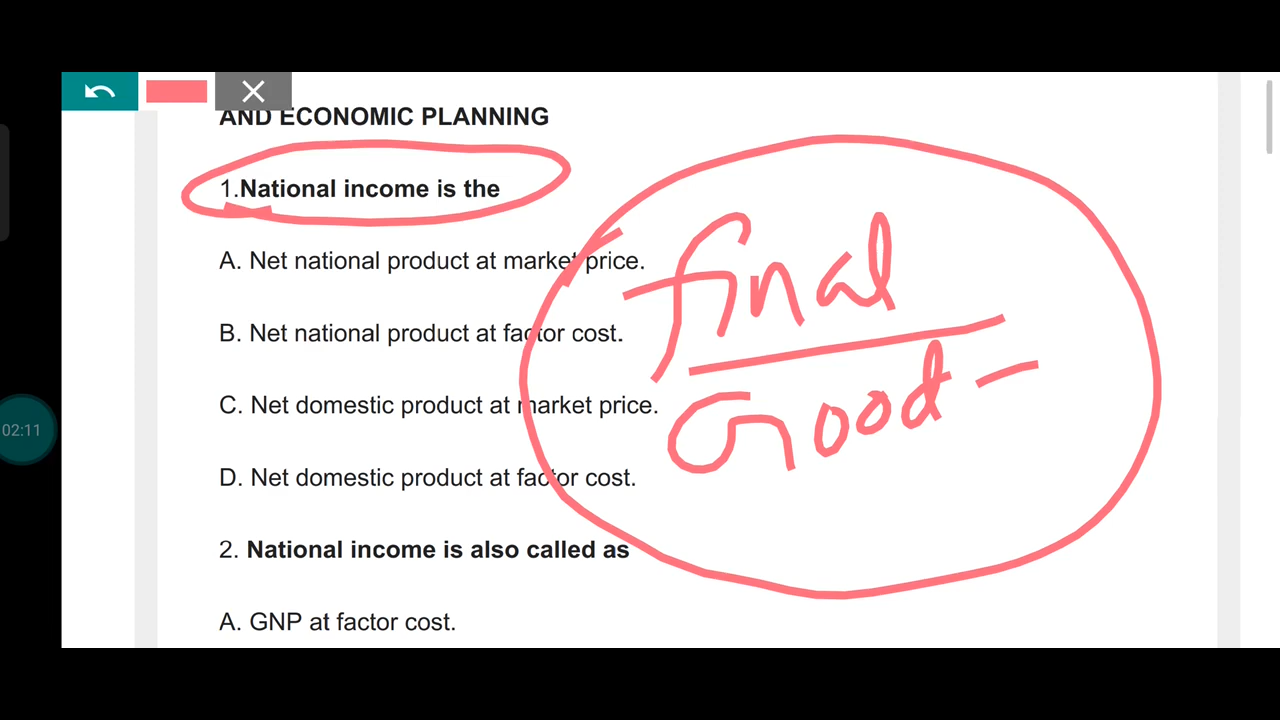 AND ECONOMIC PLANNING
1.National income is the
A. Net national product at market price.
B. Net national product at factor cost.
C. Net domestic product at market price.
D. Net domestic product at factor cost.
final
Good -
2. National income is also called as
A. GNP at factor cost.
02:11